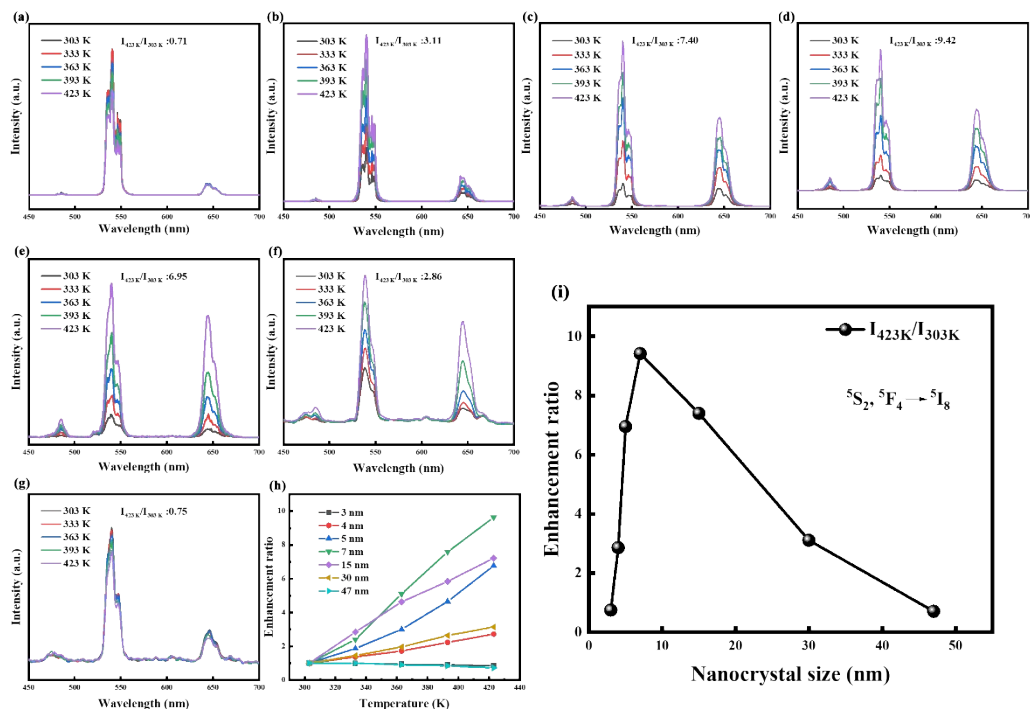 (a)
I423 K/I303 K :0.71
303 K
333 K
363 K
393 K
423 K
Intensity (a.u.)
450 500 550 600 650 700
Wavelength (nm)
(b)
I423 K/I303 K :3.11
303 K
333 K
363 K
393 K
423 K
Intensity (a.u.)
450 500 550 600 650 700
Wavelength (nm)
(c)
I423 K/I303 K :7.40
303 K
333 K
363 K
393 K
423 K
Intensity (a.u.)
450 500 550 600 650 700
Wavelength (nm)
(d)
I423 K/I303 K :9.42
303 K
333 K
363 K
393 K
423 K
Intensity (a.u.)
450 500 550 600 650 700
Wavelength (nm)
(e)
I423 K/I303 K :6.95
303 K
333 K
363 K
393 K
423 K
Intensity (a.u.)
450 500 550 600 650 700
Wavelength (nm)
(f)
I423 K/I303 K :2.86
303 K
333 K
363 K
393 K
423 K
Intensity (a.u.)
450 500 550 600 650 700
Wavelength (nm)
(g)
I423 K/I303 K :0.75
303 K
333 K
363 K
393 K
423 K
Intensity (a.u.)
450 500 550 600 650 700
Wavelength (nm)
(h)
3 nm
4 nm
5 nm
7 nm
15 nm
30 nm
47 nm
Enhancement ratio
10
8
6
4
2
0
300 320 340 360 380 400 420 440
Temperature (K)
(i)
I423K/I303K
⁵S₂, ⁵F₄ → ⁵I₈
Enhancement ratio
10
8
6
4
2
0
0 10 20 30 40 50
Nanocrystal size (nm)